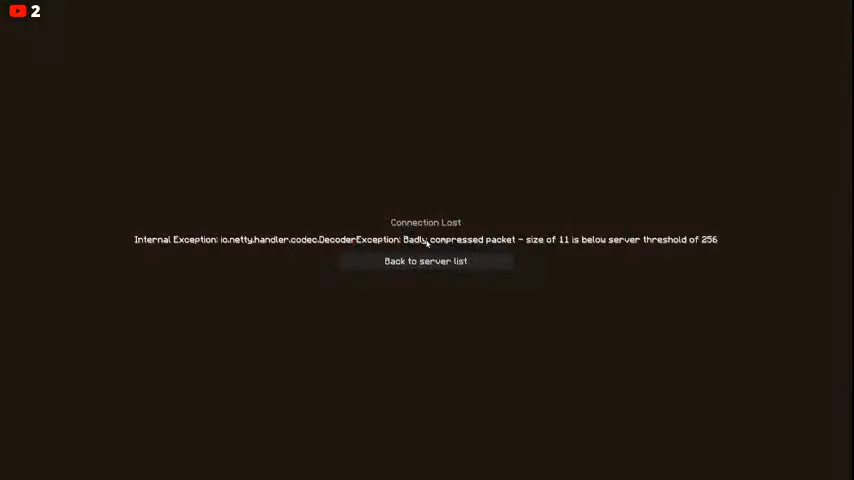 2
Connection Lost
Internal Exception: io.netty.handler.codec.DecoderException: Badly compressed packet - size of 11 is below server threshold of 256
Back to server list